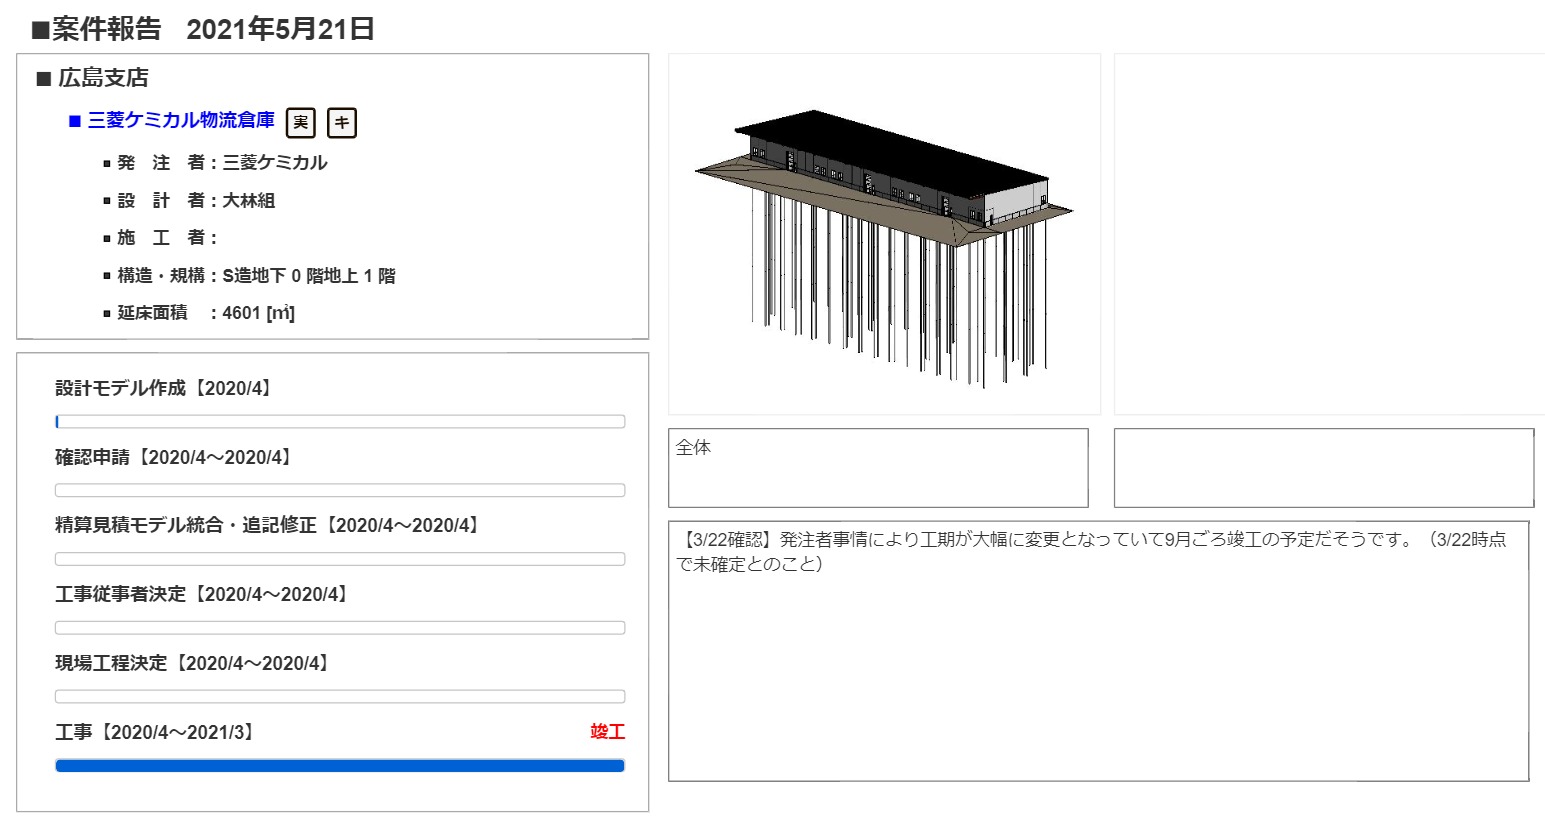 ■案件報告　2021年5月21日
■ 広島支店
■ 三菱ケミカル物流倉庫 実 キ
▪ 発　注　者：三菱ケミカル
▪ 設　計　者：大林組
▪ 施　工　者：
▪ 構造・規構：S造地下 0 階地上 1 階
▪ 延床面積　：4601 [㎡]
設計モデル作成【2020/4】
確認申請【2020/4～2020/4】
精算見積モデル統合・追記修正【2020/4～2020/4】
工事従事者決定【2020/4～2020/4】
現場工程決定【2020/4～2020/4】
工事【2020/4～2021/3】 竣工
全体
【3/22確認】発注者事情により工期が大幅に変更となっていて9月ごろ竣工の予定だそうです。（3/22時点
で未確定とのこと）